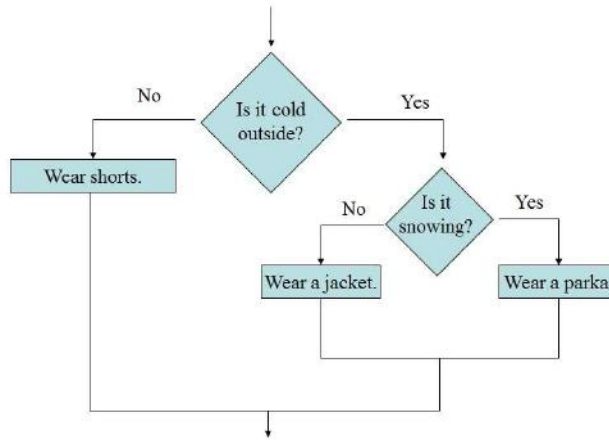 No
Is it cold
outside?
Yes
Wear shorts.
No
Is it
snowing?
Yes
Wear a jacket.
Wear a parka